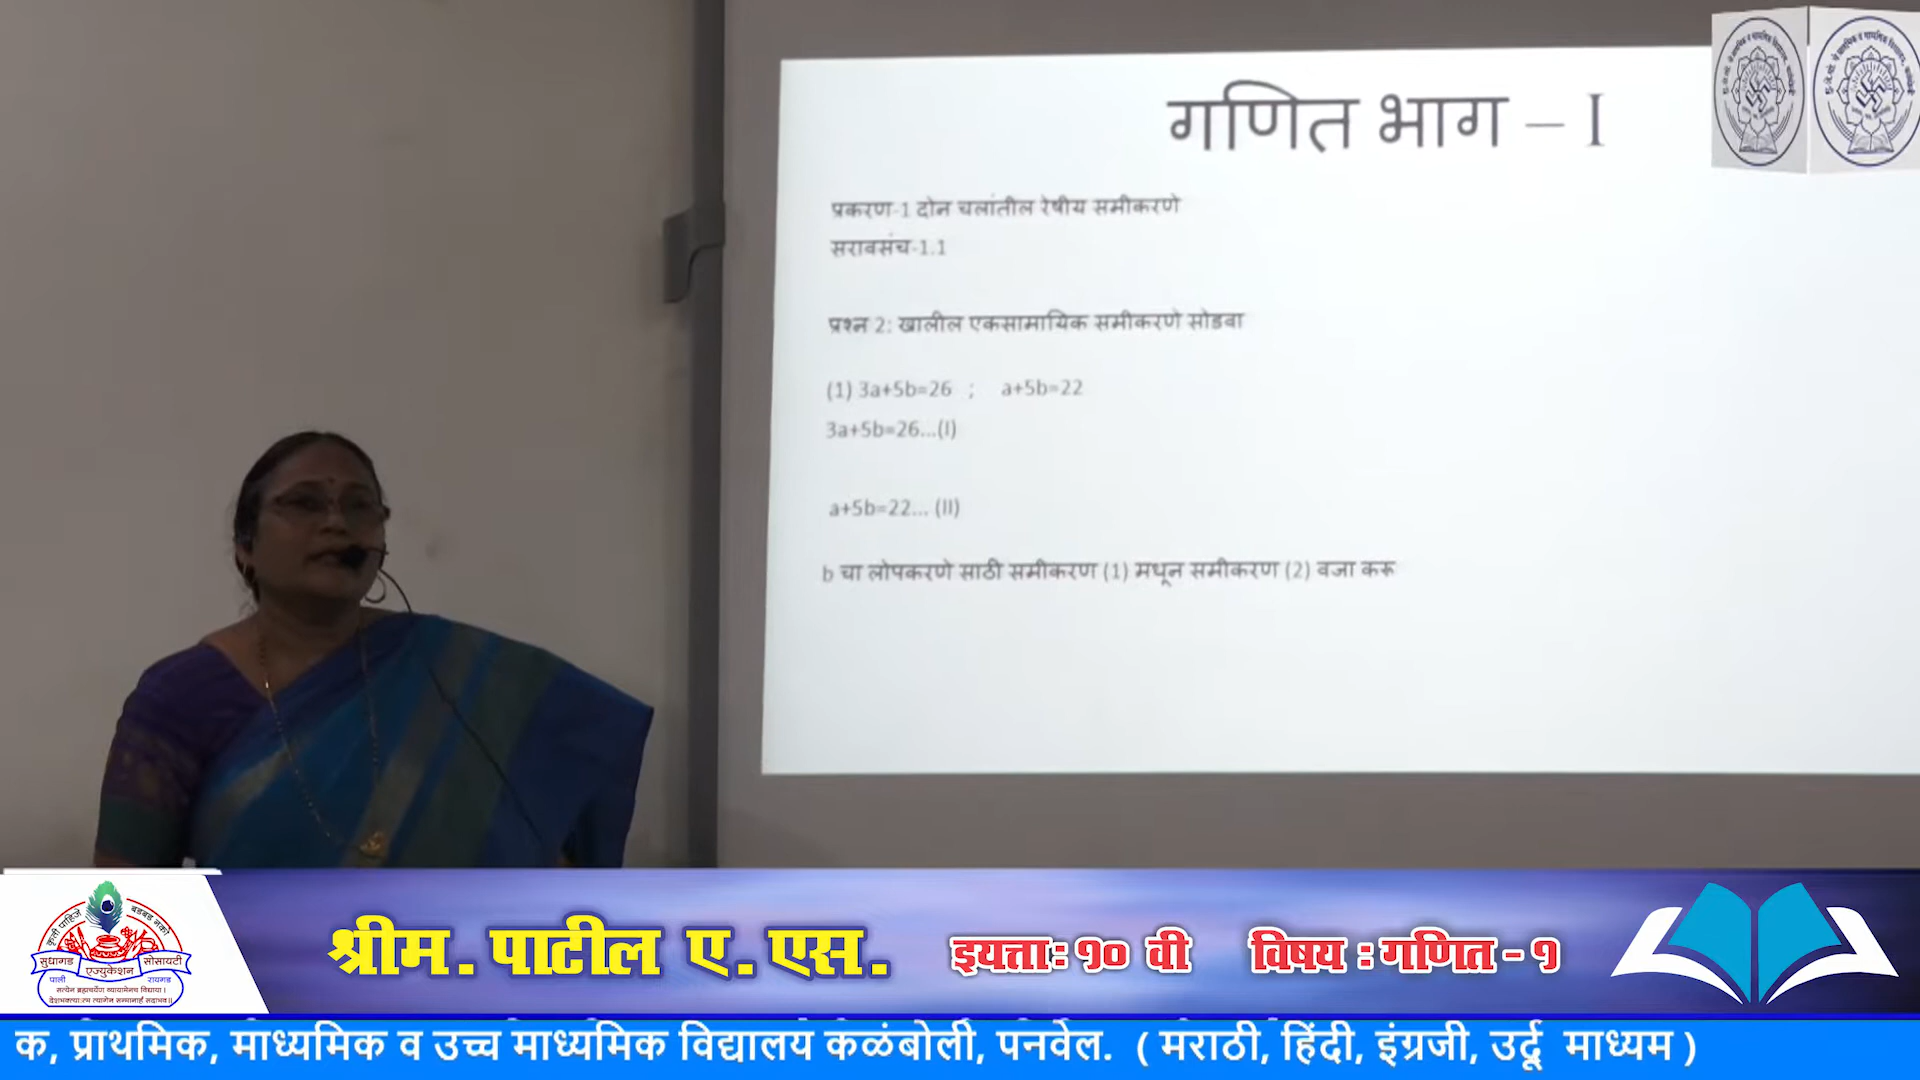 गणित भाग – I
प्रकरण-1 दोन चलांतील रेषीय समीकरणे
सरावसंच-1.1
प्रश्न 2: खालील एकसामायिक समीकरणे सोडवा
(1) 3a+5b=26 ; a+5b=22
3a+5b=26...(I)
a+5b=22... (II)
b चा लोपकरणे साठी समीकरण (1) मधून समीकरण (2) वजा करू
कृती पाहिजे बडबड नको
सुधागड एज्युकेशन सोसायटी
पाली रायगड
श्रीम. पाटील ए. एस. इयत्ता: १० वी विषय : गणित - १
क, प्राथमिक, माध्यमिक व उच्च माध्यमिक विद्यालय कळंबोली, पनवेल. ( मराठी, हिंदी, इंग्रजी, उर्दू माध्यम )